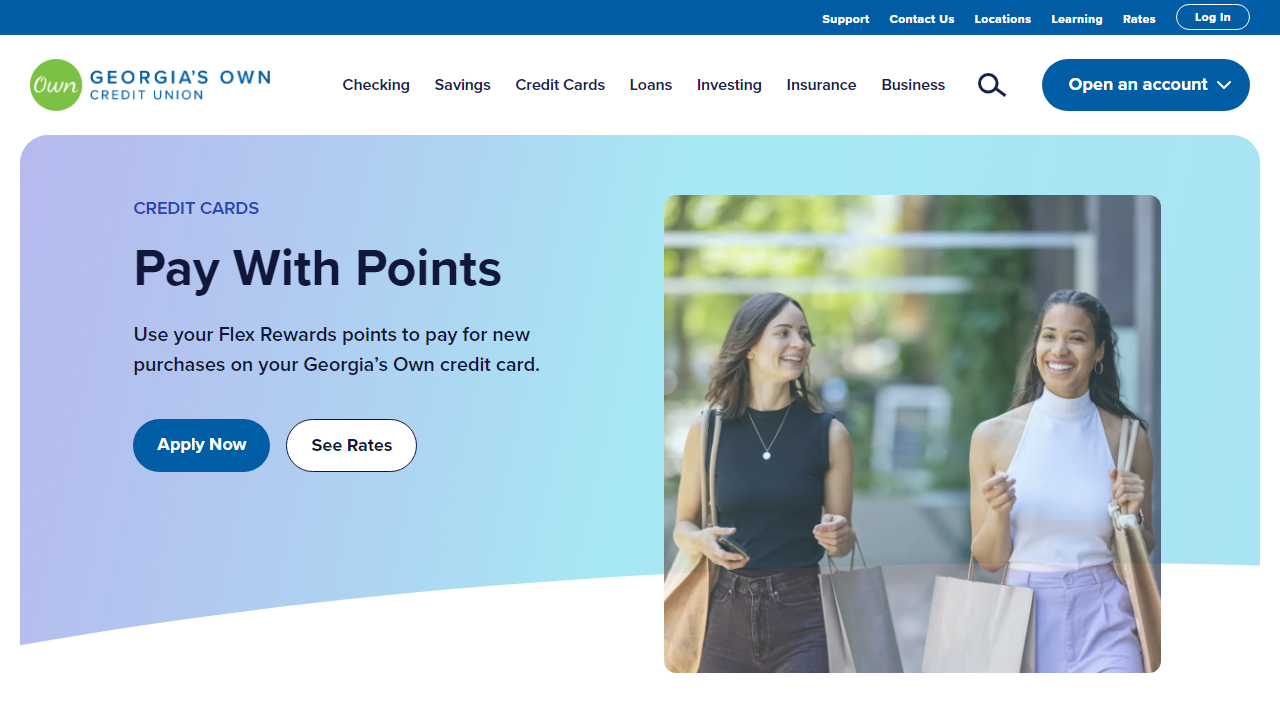 Support Contact Us Locations Learning Rates Log In
Own GEORGIA'S OWN
CREDIT UNION
Checking Savings Credit Cards Loans Investing Insurance Business Open an account
CREDIT CARDS
Pay With Points
Use your Flex Rewards points to pay for new
purchases on your Georgia’s Own credit card.
Apply Now See Rates